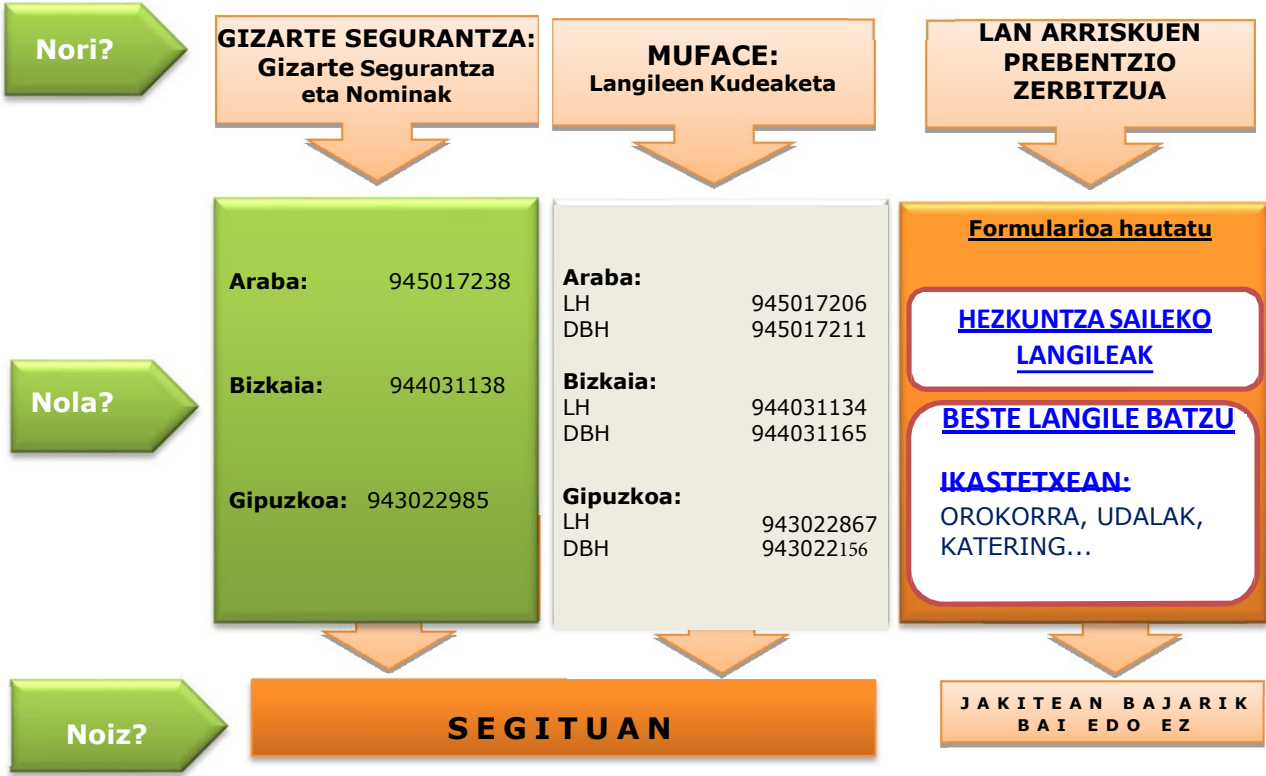 Nori?
GIZARTE SEGURANTZA:
Gizarte Segurantza
eta Nominak
MUFACE:
Langileen Kudeaketa
LAN ARRISKUEN
PREBENTZIO
ZERBITZUA
Nola?
Araba: 945017238
Bizkaia: 944031138
Gipuzkoa: 943022985
Araba:
LH 945017206
DBH 945017211
Bizkaia:
LH 944031134
DBH 944031165
Gipuzkoa:
LH 943022867
DBH 943022156
Formularioa hautatu
HEZKUNTZA SAILEKO
LANGILEAK
BESTE LANGILE BATZU
IKASTETXEAN:
OROKORRA, UDALAK,
KATERING...
Noiz?
SEGITUAN
JAKITEAN BAJARIK
BAI EDO EZ